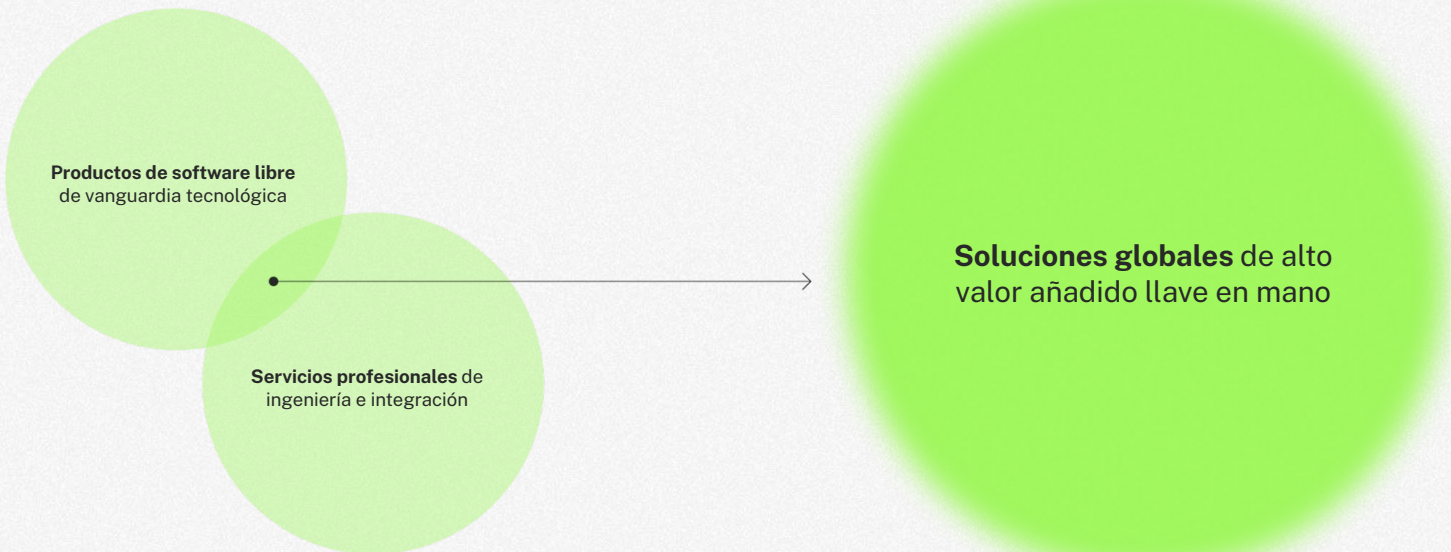 Productos de software libre
de vanguardia tecnológica
Servicios profesionales de
ingeniería e integración
Soluciones globales de alto
valor añadido llave en mano